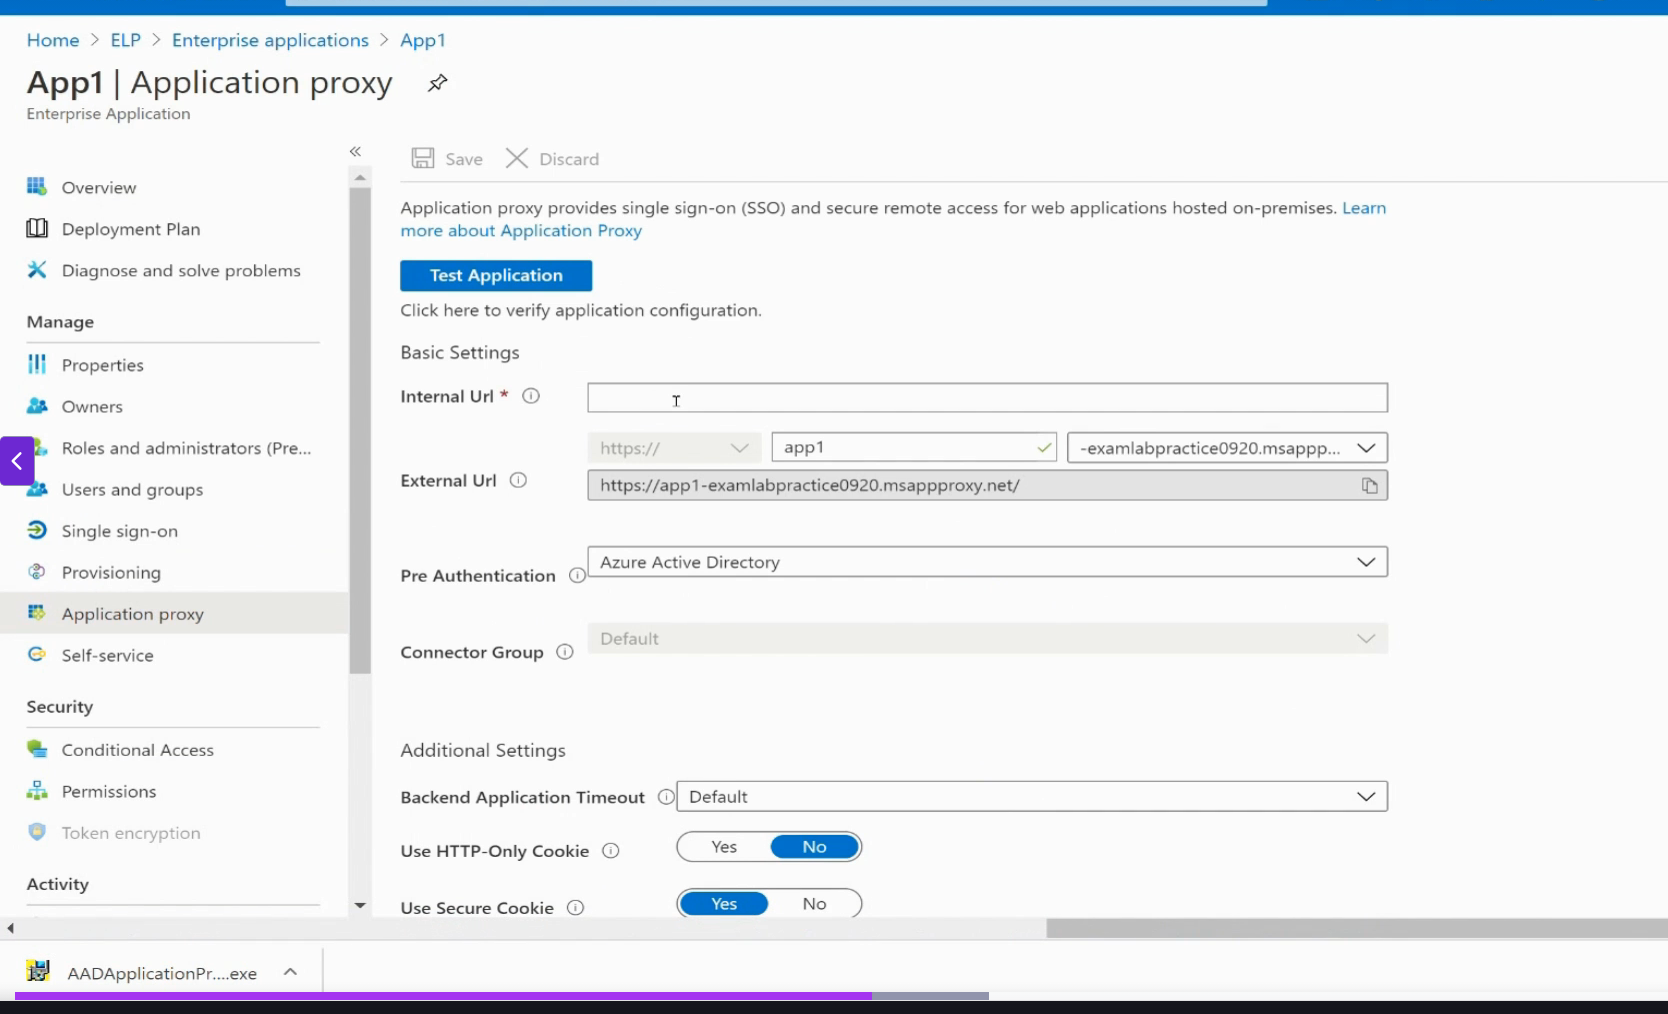 Home > ELP > Enterprise applications > App1
App1 | Application proxy
Enterprise Application
Overview
Deployment Plan
Diagnose and solve problems
Manage
Properties
Owners
Roles and administrators (Pre...
Users and groups
Single sign-on
Provisioning
Application proxy
Self-service
Security
Conditional Access
Permissions
Token encryption
Activity
Save Discard
Application proxy provides single sign-on (SSO) and secure remote access for web applications hosted on-premises. Learn
more about Application Proxy
Test Application
Click here to verify application configuration.
Basic Settings
Internal Url *
https:// app1 -examlabpractice0920.msappp...
External Url https://app1-examlabpractice0920.msappproxy.net/
Pre Authentication Azure Active Directory
Connector Group Default
Additional Settings
Backend Application Timeout Default
Use HTTP-Only Cookie Yes No
Use Secure Cookie Yes No
AADApplicationPr....exe